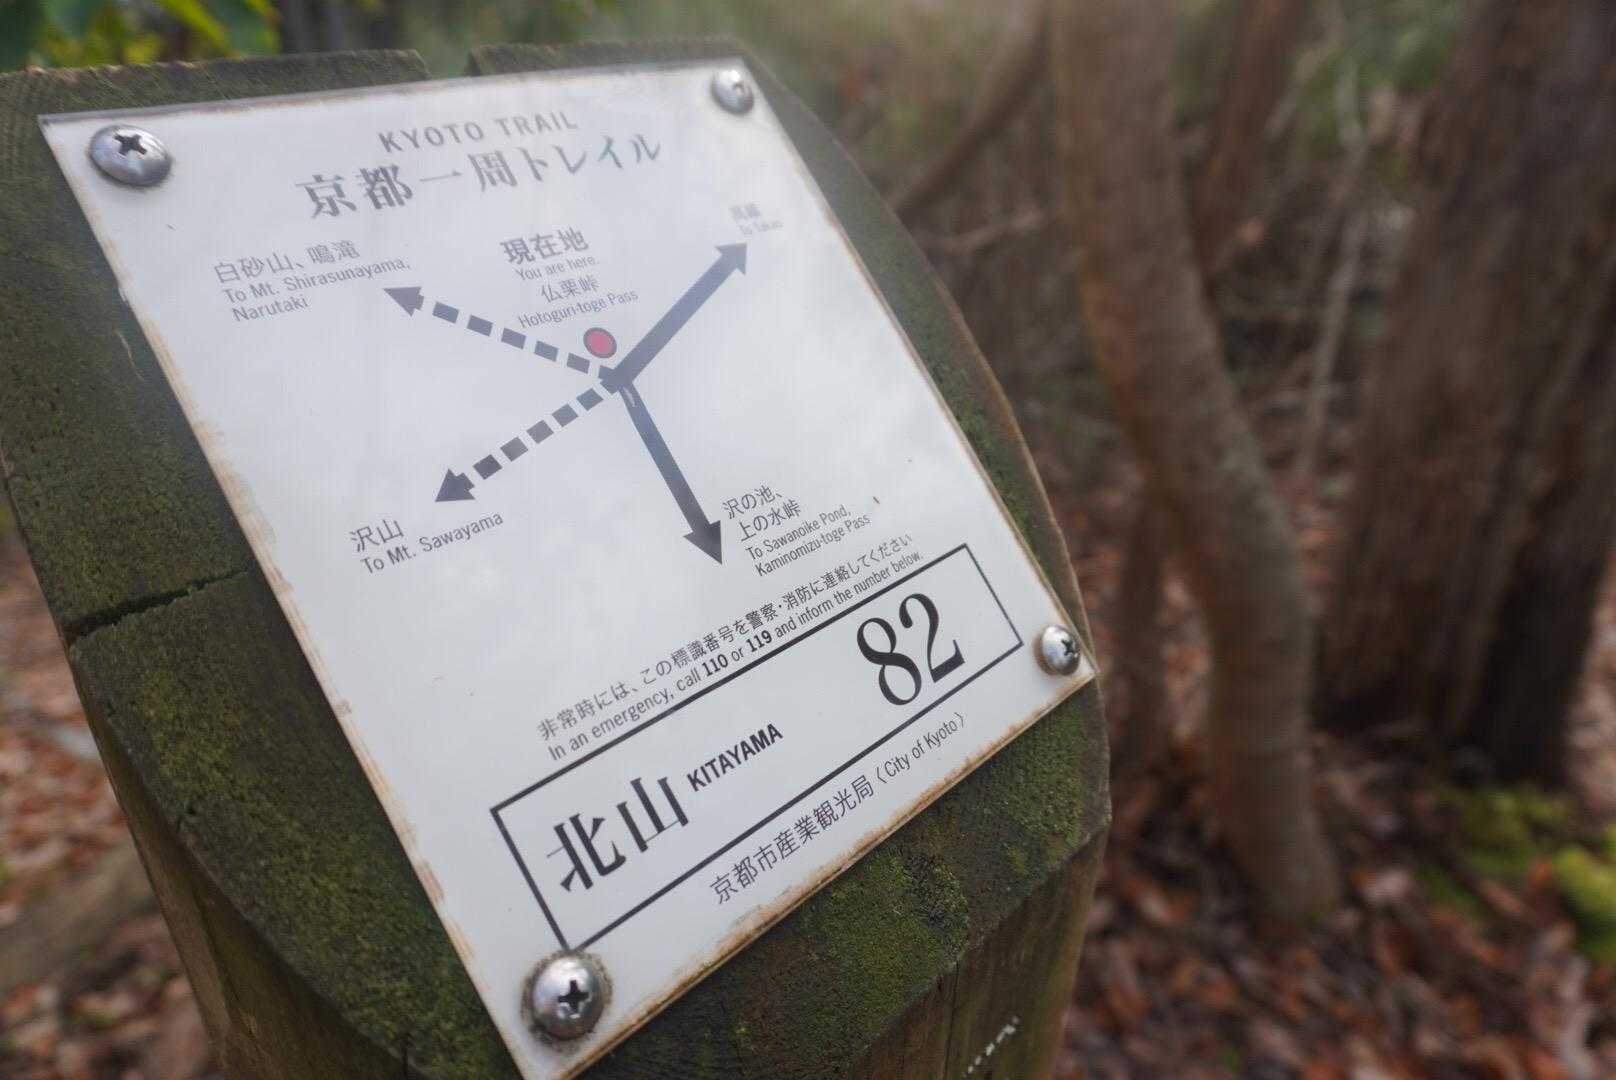 KYOTO TRAIL
京都一周トレイル
白砂山、鳴滝
To Mt. Shirasunayama,
Narutaki
現在地
You are here.
仏栗峠
Hotoguri-toge Pass
高雄
To Takao
沢山
To Mt. Sawayama
沢の池、
上の水峠
To Sawanoike Pond,
Kaminomizu-toge Pass
非常時には、この標識番号を警察・消防に連絡してください
In an emergency, call 110 or 119 and inform the number below.
北山 KITAYAMA 82
京都市産業観光局〈City of Kyoto〉